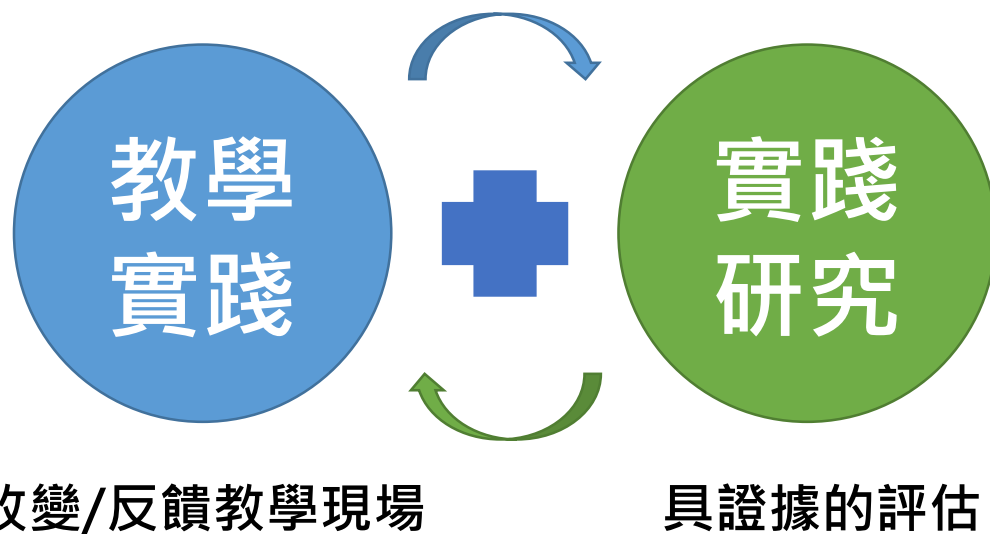 教學
實踐
實踐
研究
改變/反饋教學現場
具證據的評估